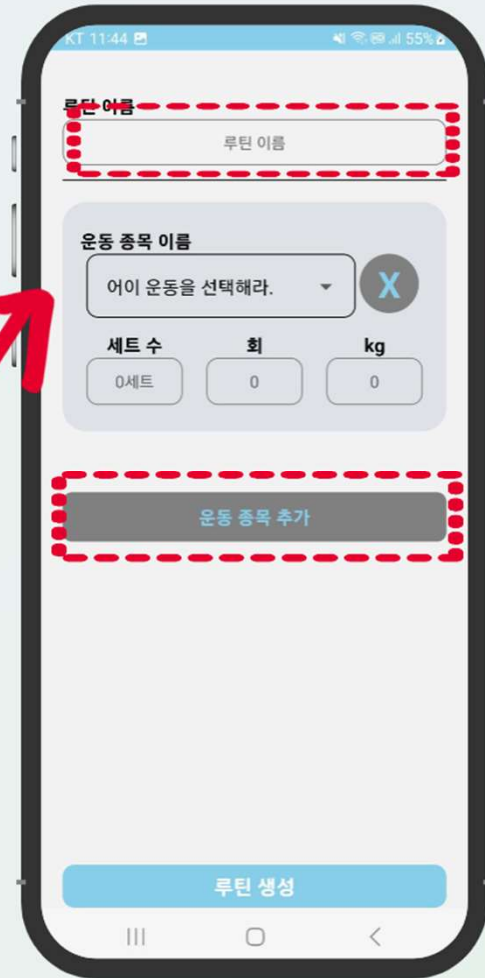 KT 11:44 55%
루틴 이름
루틴 이름
운동 종목 이름
어이 운동을 선택해라.
X
세트 수 회 kg
0세트 0 0
운동 종목 추가
루틴 생성